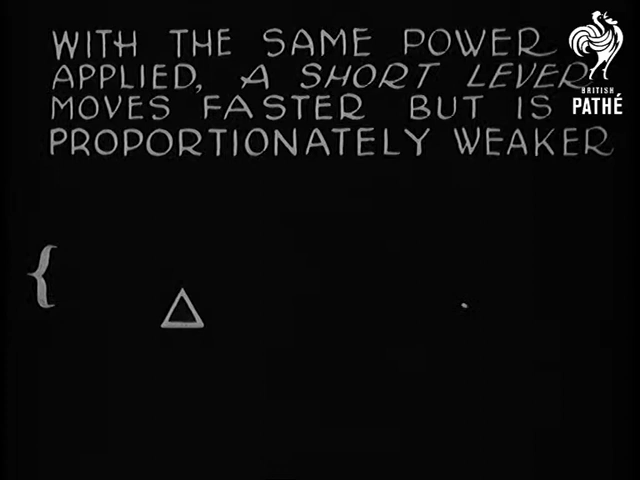 WITH THE SAME POWER
APPLIED, A SHORT LEVER
MOVES FASTER BUT IS
PROPORTIONATELY WEAKER
BRITISH
PATHÉ